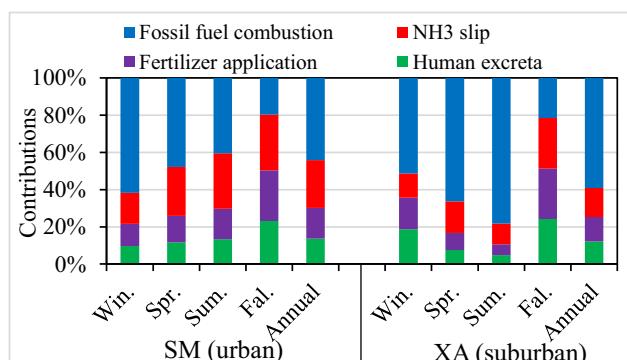 Fossil fuel combustion NH3 slip
Fertilizer application Human excreta
100%
80%
60%
40%
20%
0%
Contributions
Win. Spr. Sum. Fal. Annual Win. Spr. Sum. Fal. Annual
SM (urban) XA (suburban)